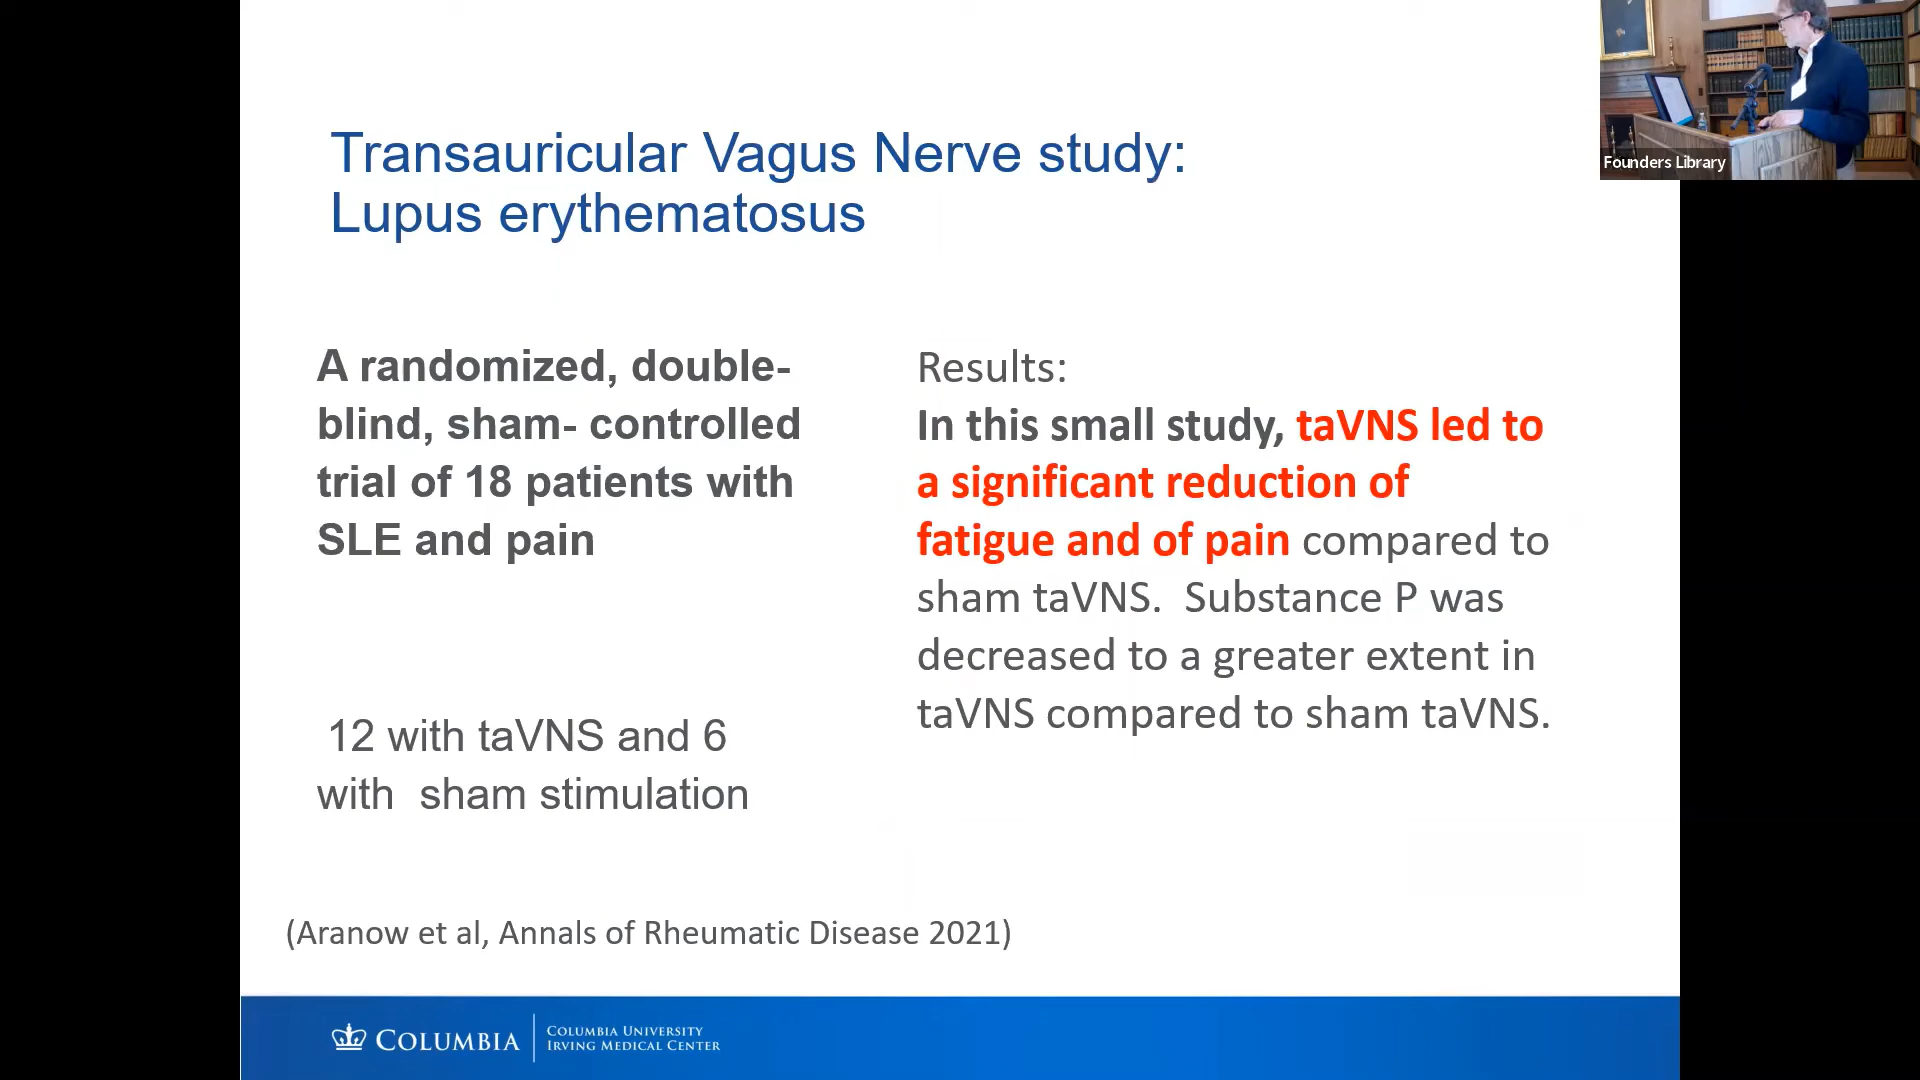 Transauricular Vagus Nerve study:
Lupus erythematosus
A randomized, double-
blind, sham- controlled
trial of 18 patients with
SLE and pain
12 with taVNS and 6
with sham stimulation
Results:
In this small study, taVNS led to
a significant reduction of
fatigue and of pain compared to
sham taVNS. Substance P was
decreased to a greater extent in
taVNS compared to sham taVNS.
(Aranow et al, Annals of Rheumatic Disease 2021)
COLUMBIA
COLUMBIA UNIVERSITY
IRVING MEDICAL CENTER
Founders Library